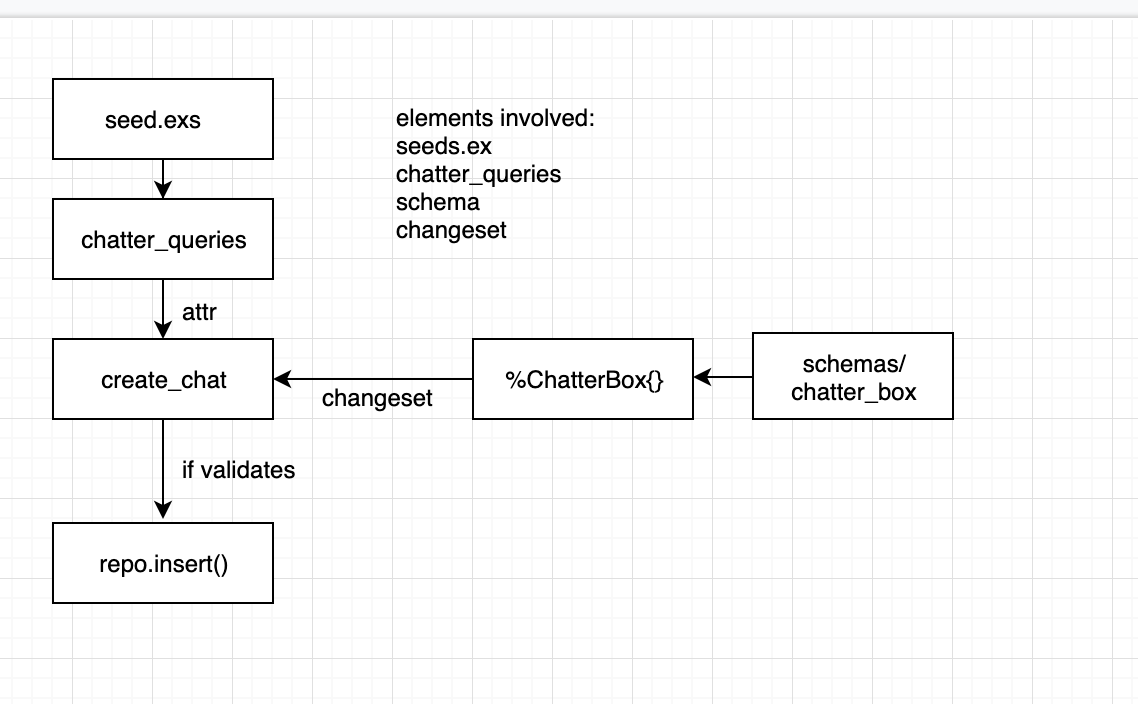 seed.exs
elements involved:
seeds.ex
chatter_queries
schema
changeset
chatter_queries
attr
create_chat
changeset
%ChatterBox{}
schemas/
chatter_box
if validates
repo.insert()